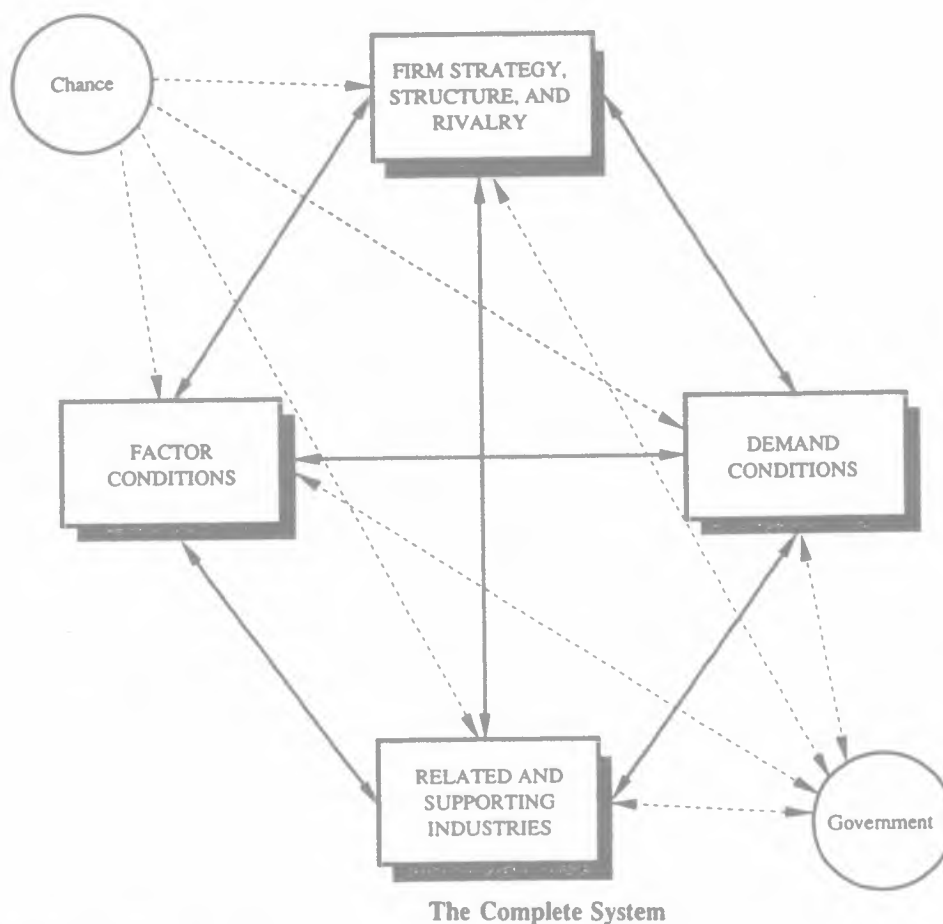 Chance
FIRM STRATEGY,
STRUCTURE, AND
RIVALRY
FACTOR
CONDITIONS
DEMAND
CONDITIONS
RELATED AND
SUPPORTING
INDUSTRIES
Government
The Complete System